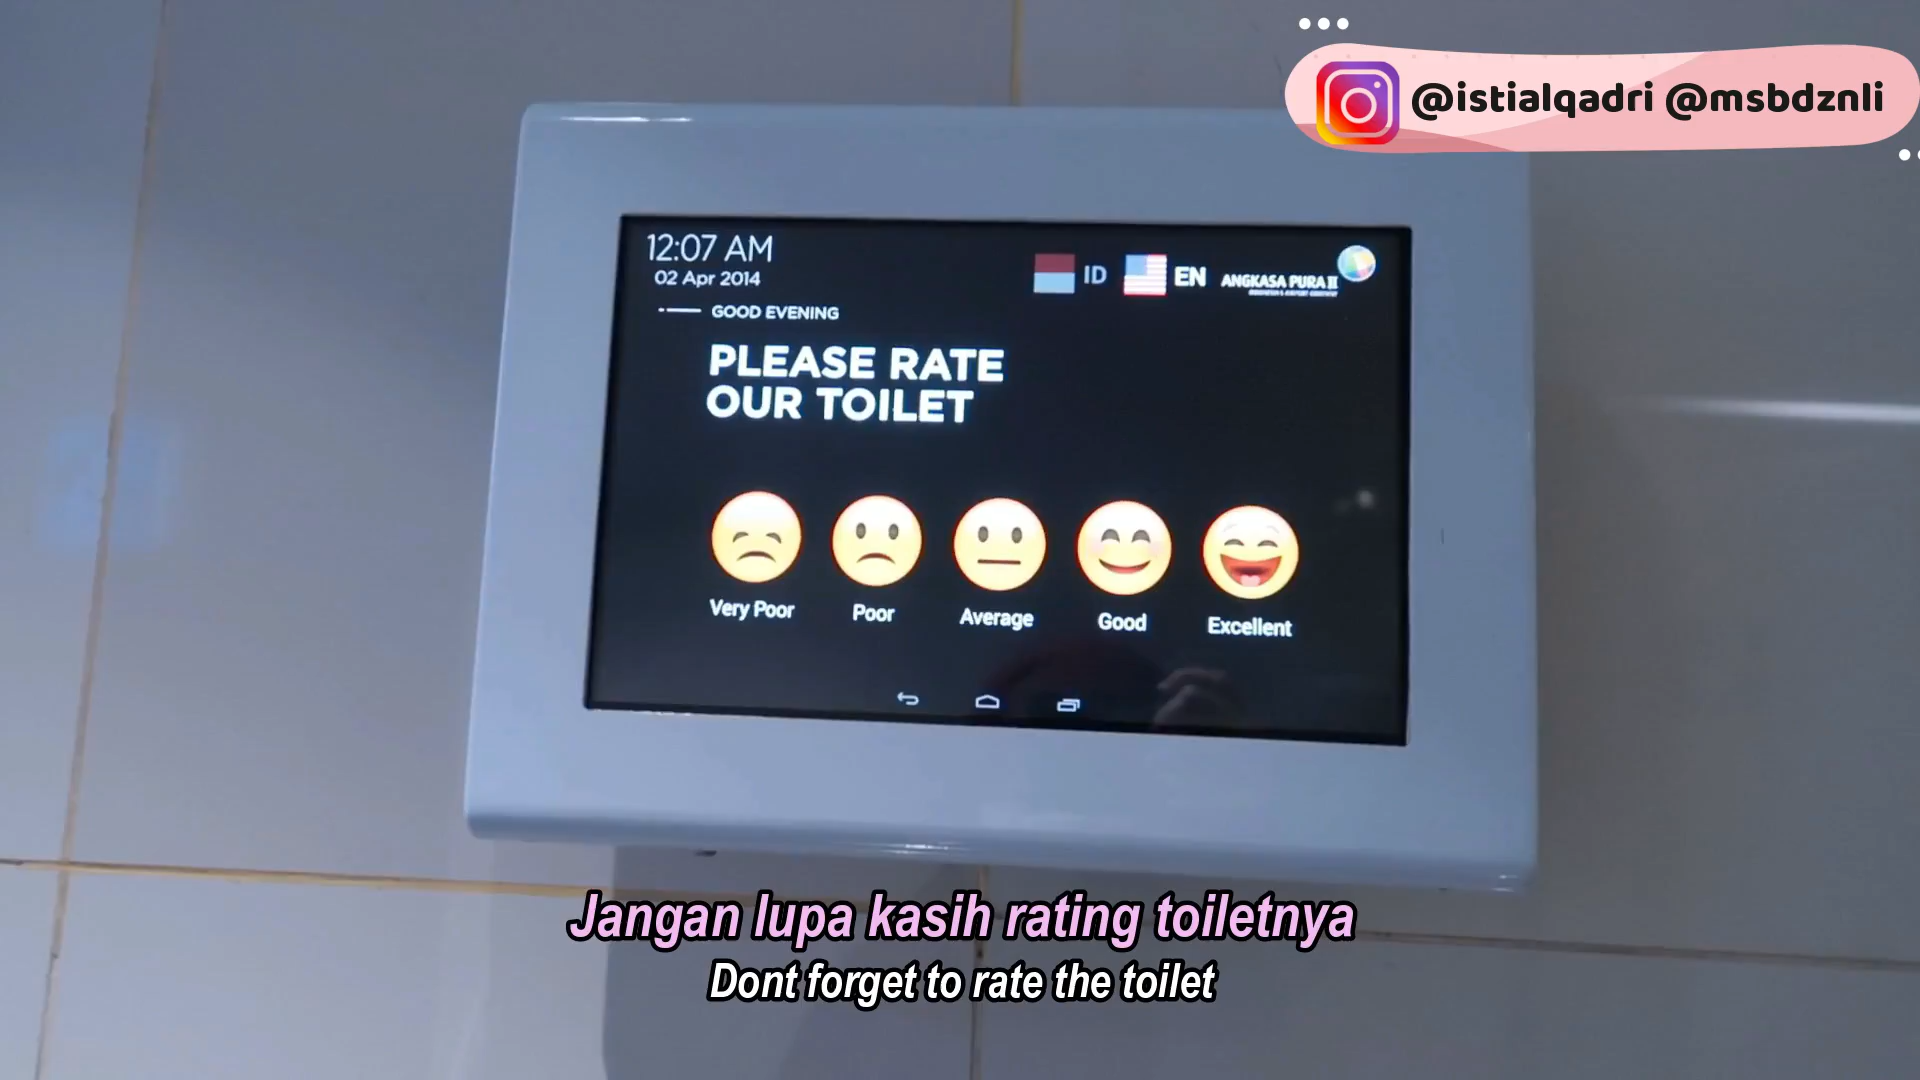 @istialqadri @msbdznli
12:07 AM
02 Apr 2014
ID
EN
ANGKASA PURA II
GOOD EVENING
PLEASE RATE
OUR TOILET
Very Poor
Poor
Average
Good
Excellent
Jangan lupa kasih rating toiletnya
Dont forget to rate the toilet